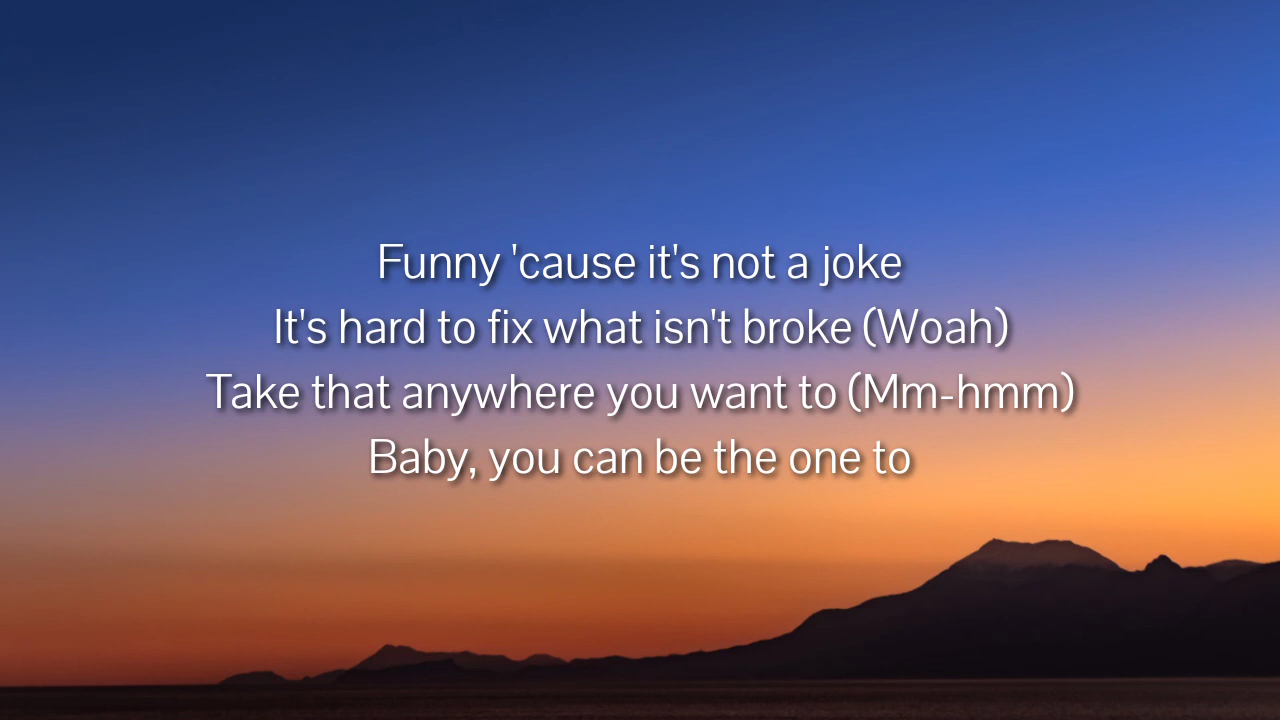 Funny 'cause it's not a joke
It's hard to fix what isn't broke (Woah)
Take that anywhere you want to (Mm-hmm)
Baby, you can be the one to